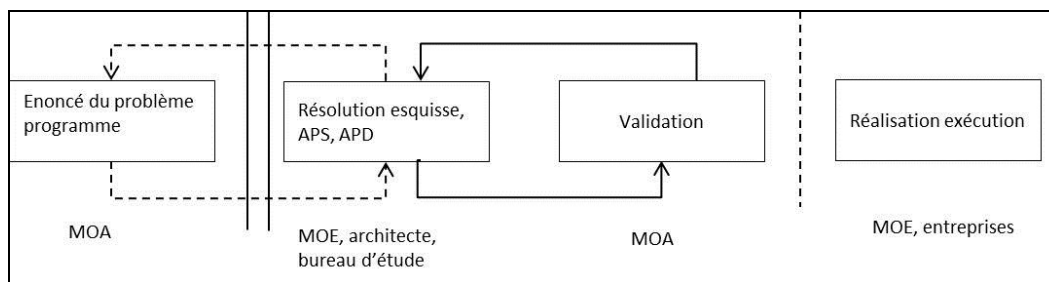 Enoncé du problème
programme
Résolution esquisse,
APS, APD
Validation
Réalisation exécution
MOA
MOE, architecte,
bureau d’étude
MOA
MOE, entreprises